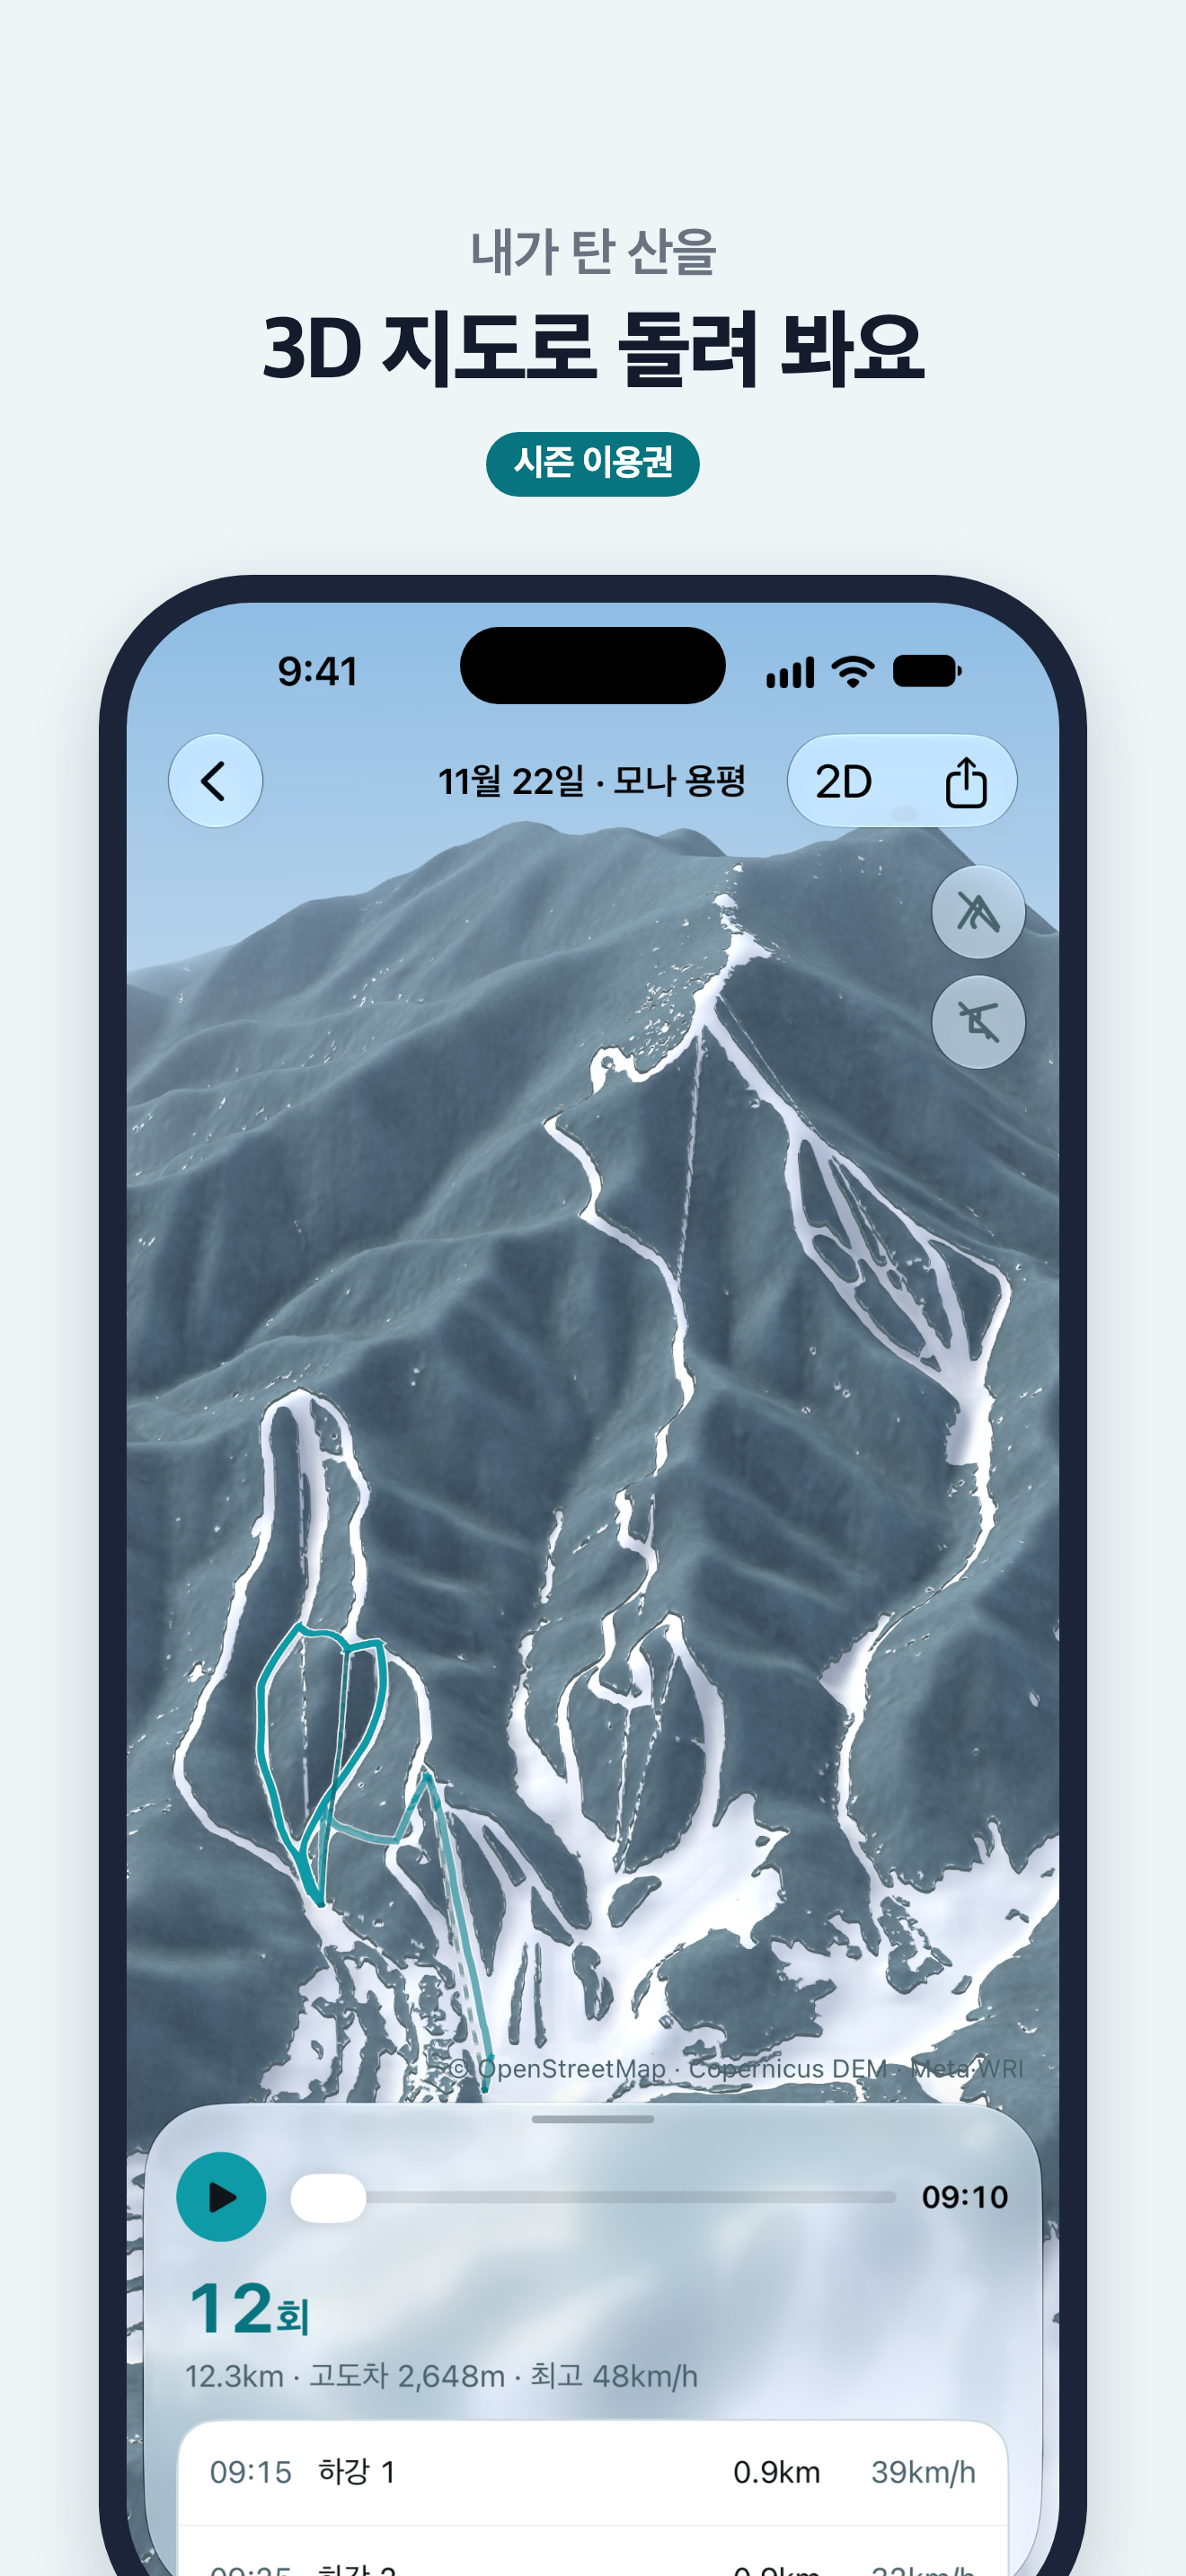 내가 탄 산을
3D 지도로 돌려 봐요
시즌 이용권
9:41
11월 22일 · 모나 용평
2D
© OpenStreetMap · Copernicus DEM · Meta·WRI
09:10
12회
12.3km · 고도차 2,648m · 최고 48km/h
09:15 하강 1 0.9km 39km/h